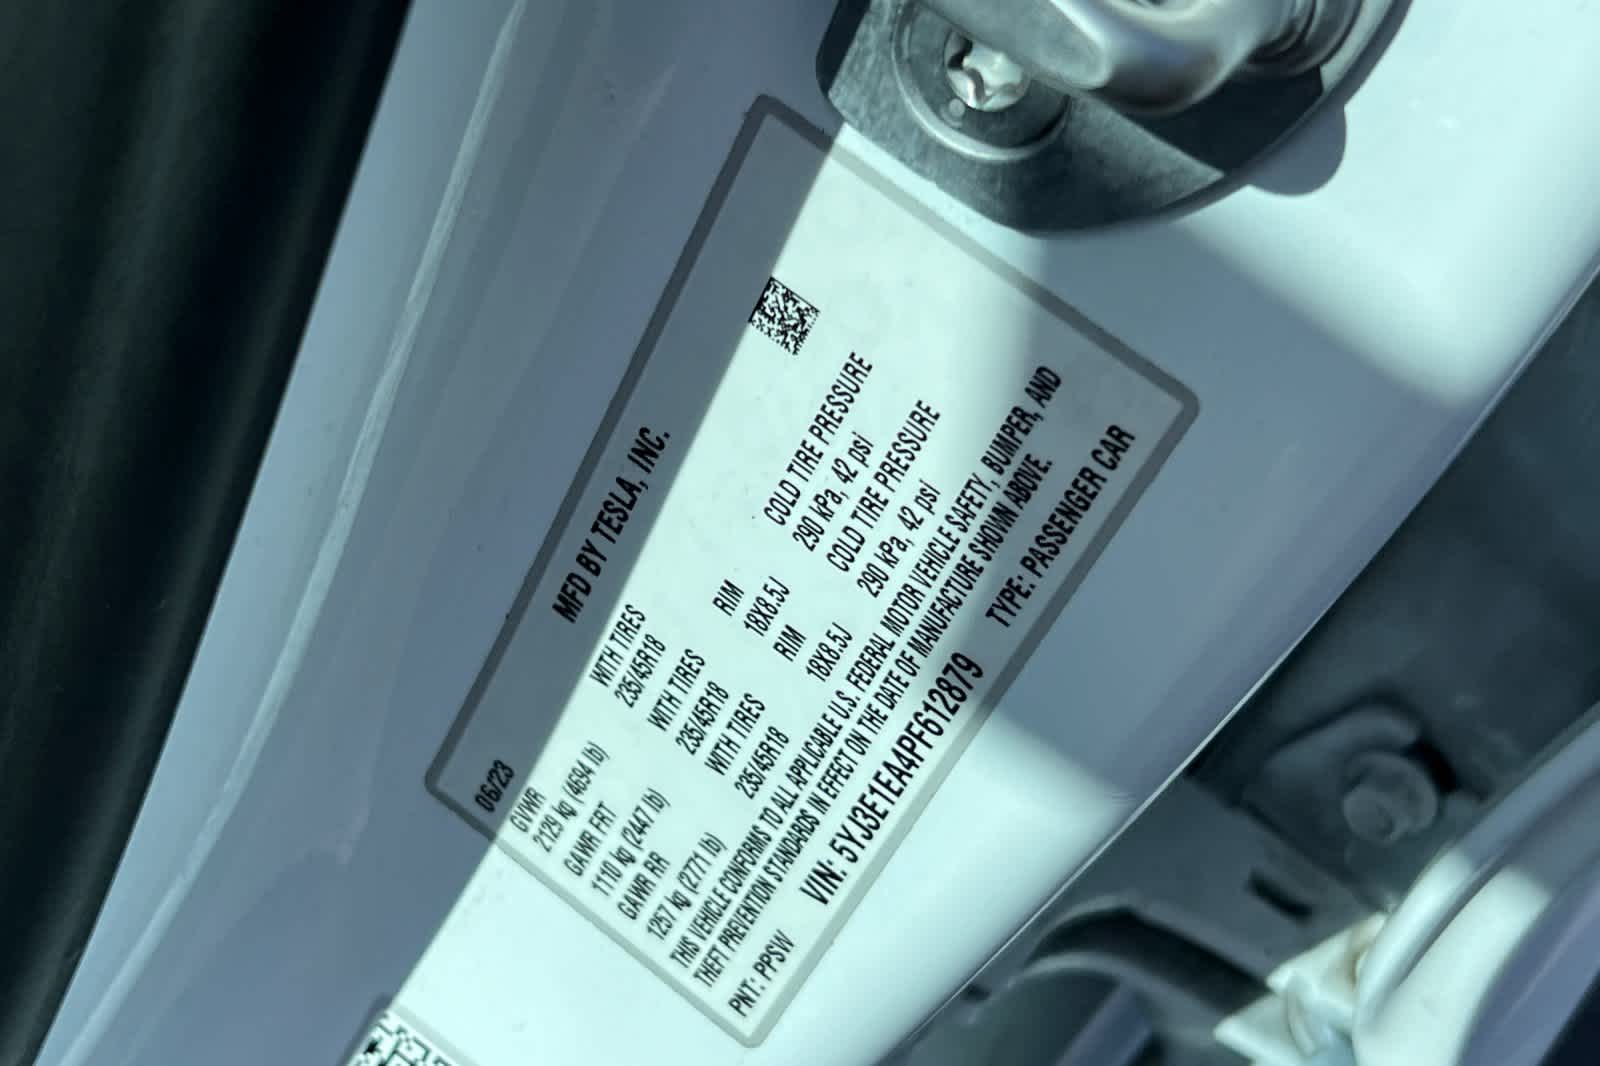 MFD BY TESLA, INC.
06/23
GVWR WITH TIRES RIM COLD TIRE PRESSURE
2129 kg (4694 lb) 235/45R18 18X8.5J 290 kPa, 42 psi
GAWR FRT WITH TIRES RIM COLD TIRE PRESSURE
1110 kg (2447 lb) 235/45R18 18X8.5J 290 kPa, 42 psi
GAWR RR WITH TIRES
1257 kg (2771 lb) 235/45R18
THIS VEHICLE CONFORMS TO ALL APPLICABLE U.S. FEDERAL MOTOR VEHICLE SAFETY, BUMPER, AND
THEFT PREVENTION STANDARDS IN EFFECT ON THE DATE OF MANUFACTURE SHOWN ABOVE.
VIN: 5YJ3E1EA4PF612879 TYPE: PASSENGER CAR
PNT: PPSW